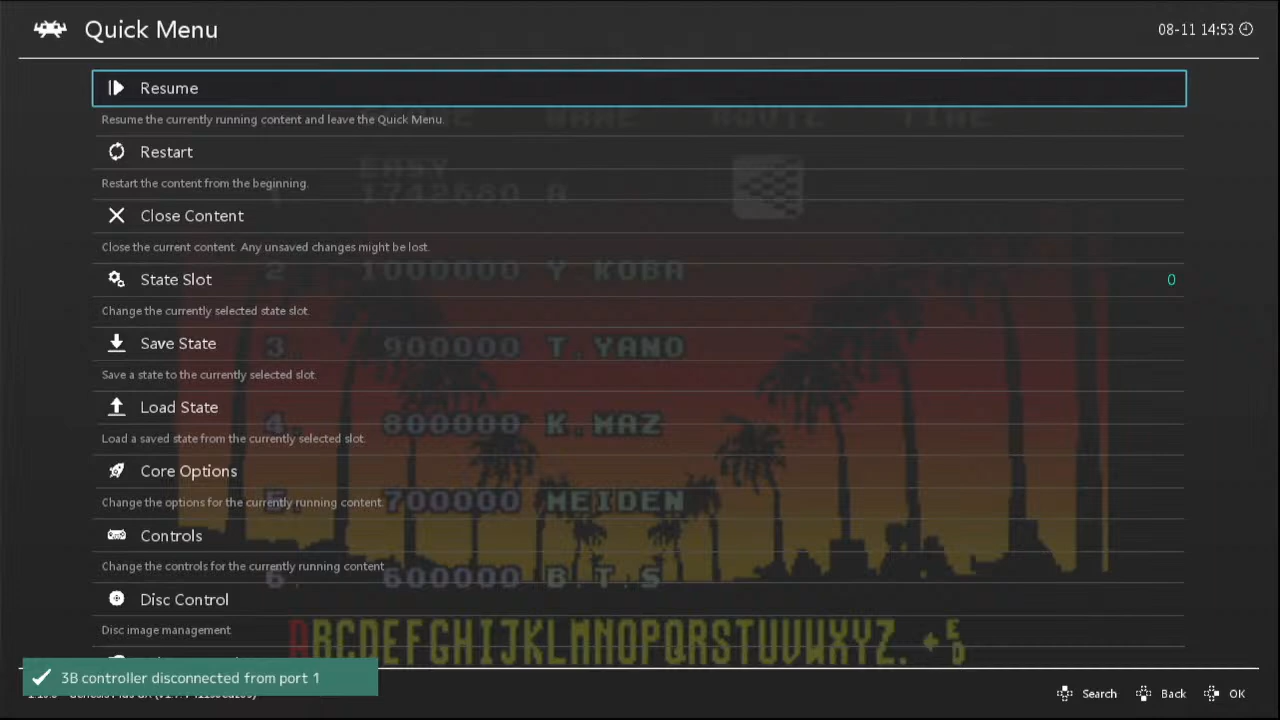 Quick Menu
08-11 14:53
Resume
Resume the currently running content and leave the Quick Menu.
NAME ROUTE TIME
Restart
EASY
Restart the content from the beginning.
1742680 A
Close Content
Close the current content. Any unsaved changes might be lost.
2. 1000000 Y.KOBA
State Slot 0
Change the currently selected state slot.
Save State
3. 900000 T.YANO
Save a state to the currently selected slot.
Load State
4. 800000 K.MAZ
Load a saved state from the currently selected slot.
Core Options
Change the options for the currently running content.
5. 700000 MEIDEN
Controls
Change the controls for the currently running content
6. 600000 B.T.S
Disc Control
Disc image management
ABCDEFGHIJKLMNOPQRSTUVWXYZ. ← ED
3B controller disconnected from port 1
Search Back OK